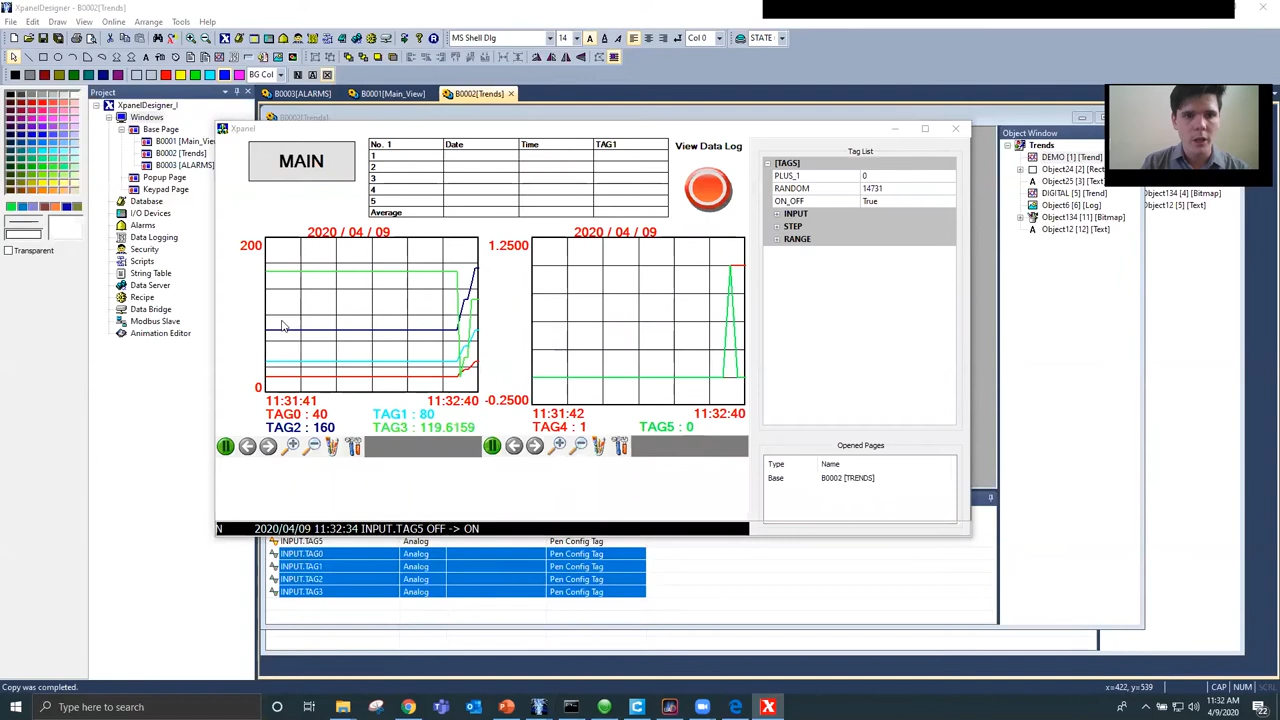 XpanelDesigner - B0002[Trends]
File Edit Draw View Online Arrange Tools Help
MS Shell Dlg 14 Col 0 STATE
BG Col
Project
XpanelDesigner_I
Windows
Base Page
B0001 [Main_Vie
B0002 [Trends]
B0003 [ALARMS]
Popup Page
Keypad Page
Database
I/O Devices
Alarms
Data Logging
Security
Scripts
String Table
Data Server
Recipe
Data Bridge
Modbus Slave
Animation Editor
Transparent
B0003[ALARMS] B0001[Main_View] B0002[Trends]
B0002[Trends]
Xpanel
MAIN
No. 1 Date Time TAG1
1
2
3
4
5
Average
View Data Log
2020 / 04 / 09
200
0
11:31:41 11:32:40
TAG0 : 40 TAG1 : 80
TAG2 : 160 TAG3 : 119.6159
2020 / 04 / 09
1.2500
-0.2500
11:31:42 11:32:40
TAG4 : 1 TAG5 : 0
N 2020/04/09 11:32:34 INPUT.TAG5 OFF -> ON
Tag List
[TAGS]
PLUS_1 0
RANDOM 14731
ON_OFF True
INPUT
STEP
RANGE
Opened Pages
Type Name
Base B0002 [TRENDS]
INPUT.TAG5 Analog Pen Config Tag
INPUT.TAG0 Analog Pen Config Tag
INPUT.TAG1 Analog Pen Config Tag
INPUT.TAG2 Analog Pen Config Tag
INPUT.TAG3 Analog Pen Config Tag
Object Window
Trends
DEMO [1] [Trend]
Object24 [2] [Rect
Object25 [3] [Text
DIGITAL [5] [Trend]
Object6 [6] [Log]
Object134 [11] [Bitmap]
Object12 [12] [Text]
Object134 [4] [Bitmap]
Object12 [5] [Text]
Copy was completed.
x=422, y=539 CAP NUM SCRL
Type here to search
11:32 AM
4/9/2020
22